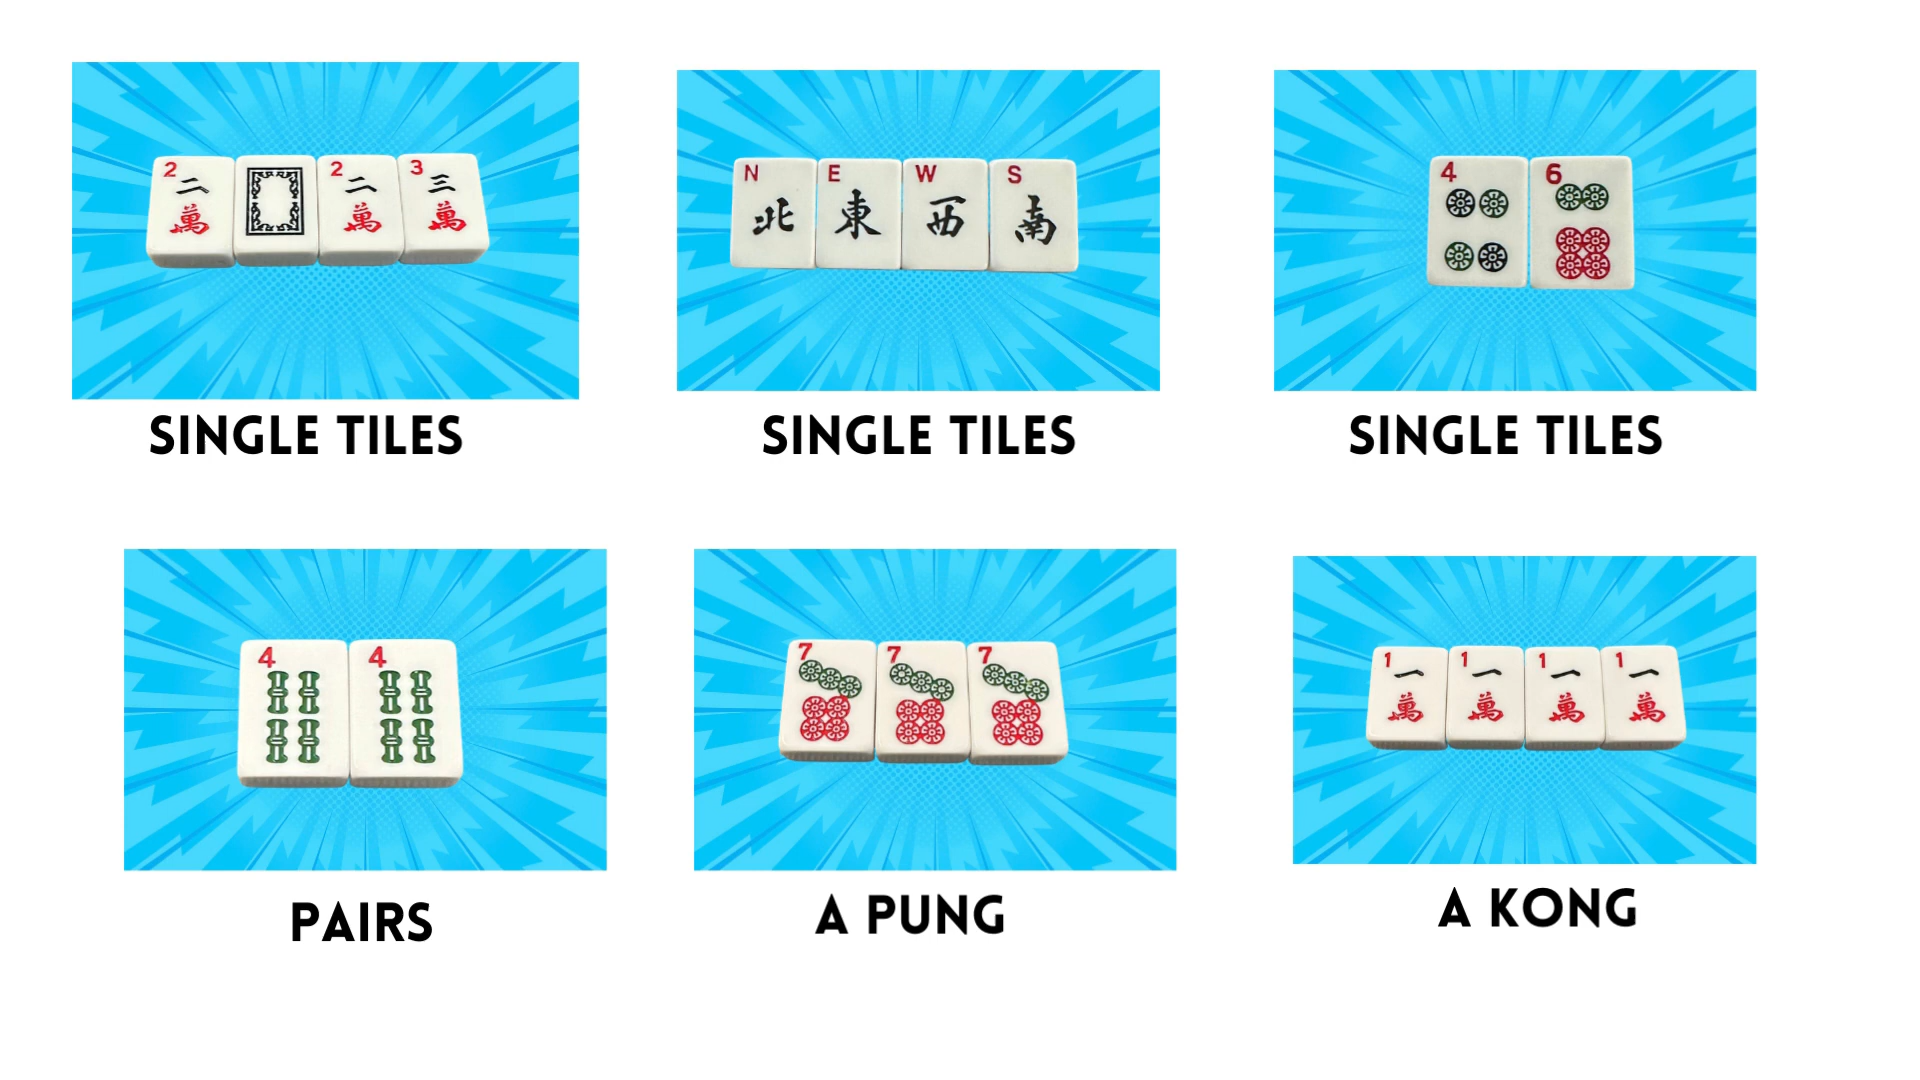 2 二萬 2 二萬 3 三萬
N 北 E 東 W 西 S 南
4 6
SINGLE TILES SINGLE TILES SINGLE TILES
4 4
7 7 7
1 一萬 1 一萬 1 一萬 1 一萬
PAIRS A PUNG A KONG